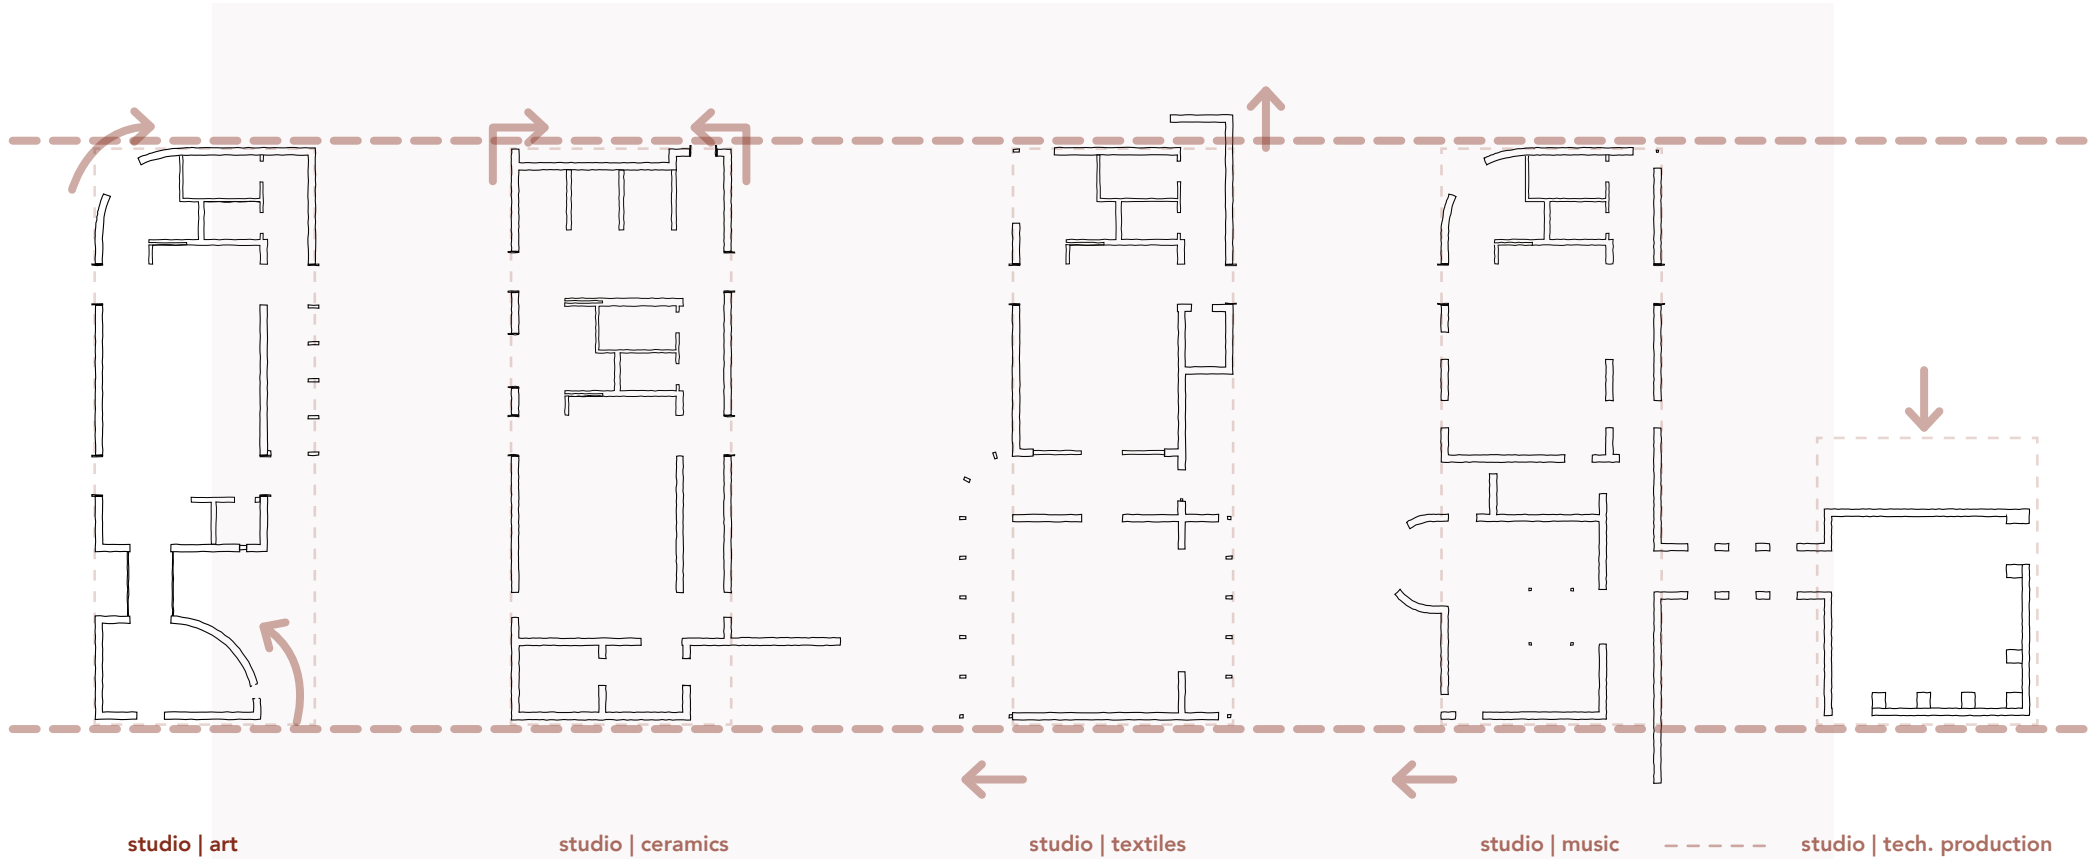 studio | art
studio | ceramics
studio | textiles
studio | music
studio | tech. production